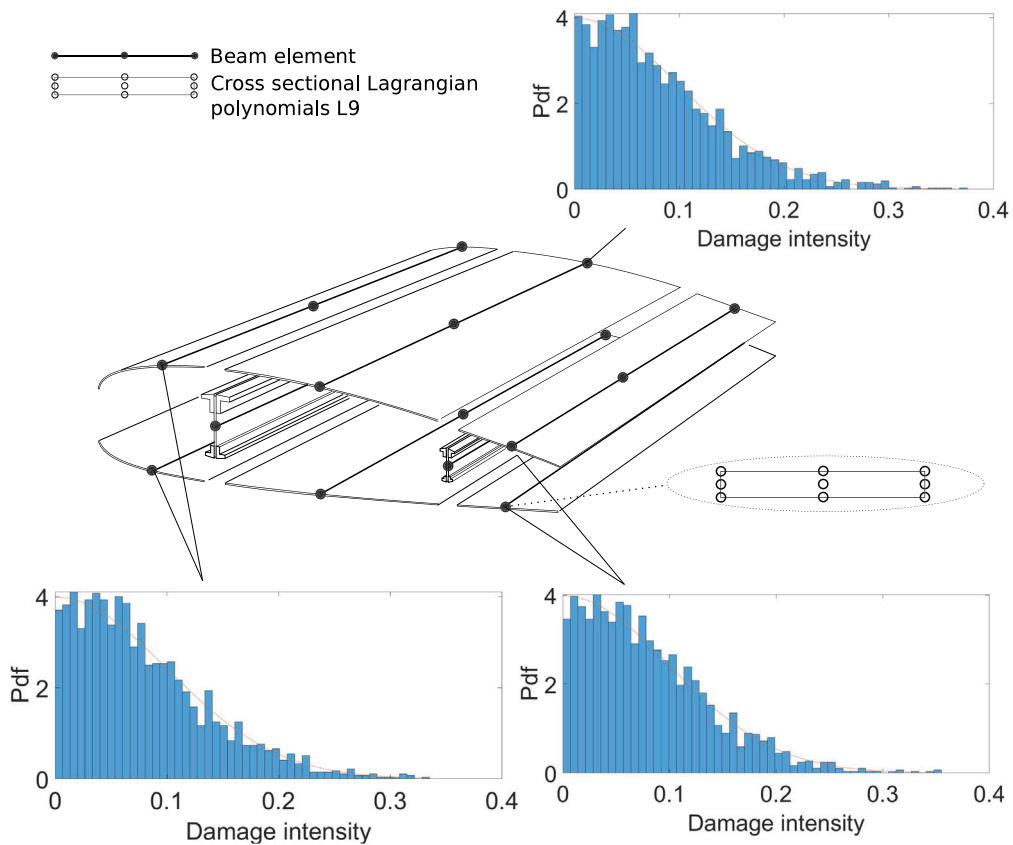 Beam element
Cross sectional Lagrangian
polynomials L9
4
2
0
Pdf
0 0.1 0.2 0.3 0.4
Damage intensity
4
2
0
Pdf
0 0.1 0.2 0.3 0.4
Damage intensity
4
2
0
Pdf
0 0.1 0.2 0.3 0.4
Damage intensity